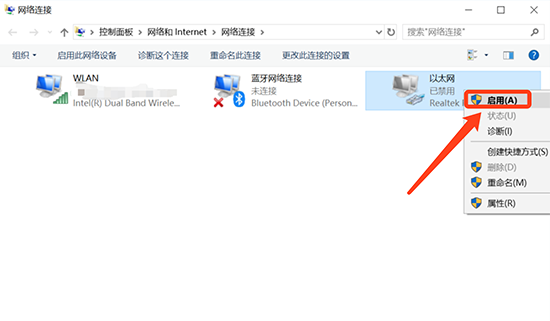 网络连接
控制面板 > 网络和 Internet > 网络连接
搜索"网络连接"
组织 启用此网络设备 诊断这个连接 重命名此连接 更改此连接的设置
WLAN
Intel(R) Dual Band Wirele...
蓝牙网络连接
未连接
Bluetooth Device (Person...
以太网
已禁用
Realtek
启用(A)
状态(U)
诊断(I)
创建快捷方式(S)
删除(D)
重命名(M)
属性(R)